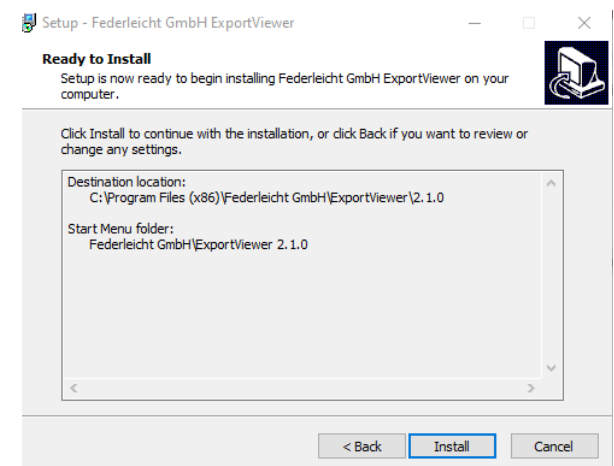 Setup - Federleicht GmbH ExportViewer
Ready to Install
Setup is now ready to begin installing Federleicht GmbH ExportViewer on your
computer.
Click Install to continue with the installation, or click Back if you want to review or
change any settings.
Destination location:
C:\Program Files (x86)\Federleicht GmbH\ExportViewer\2.1.0
Start Menu folder:
Federleicht GmbH\ExportViewer 2.1.0
< Back Install Cancel